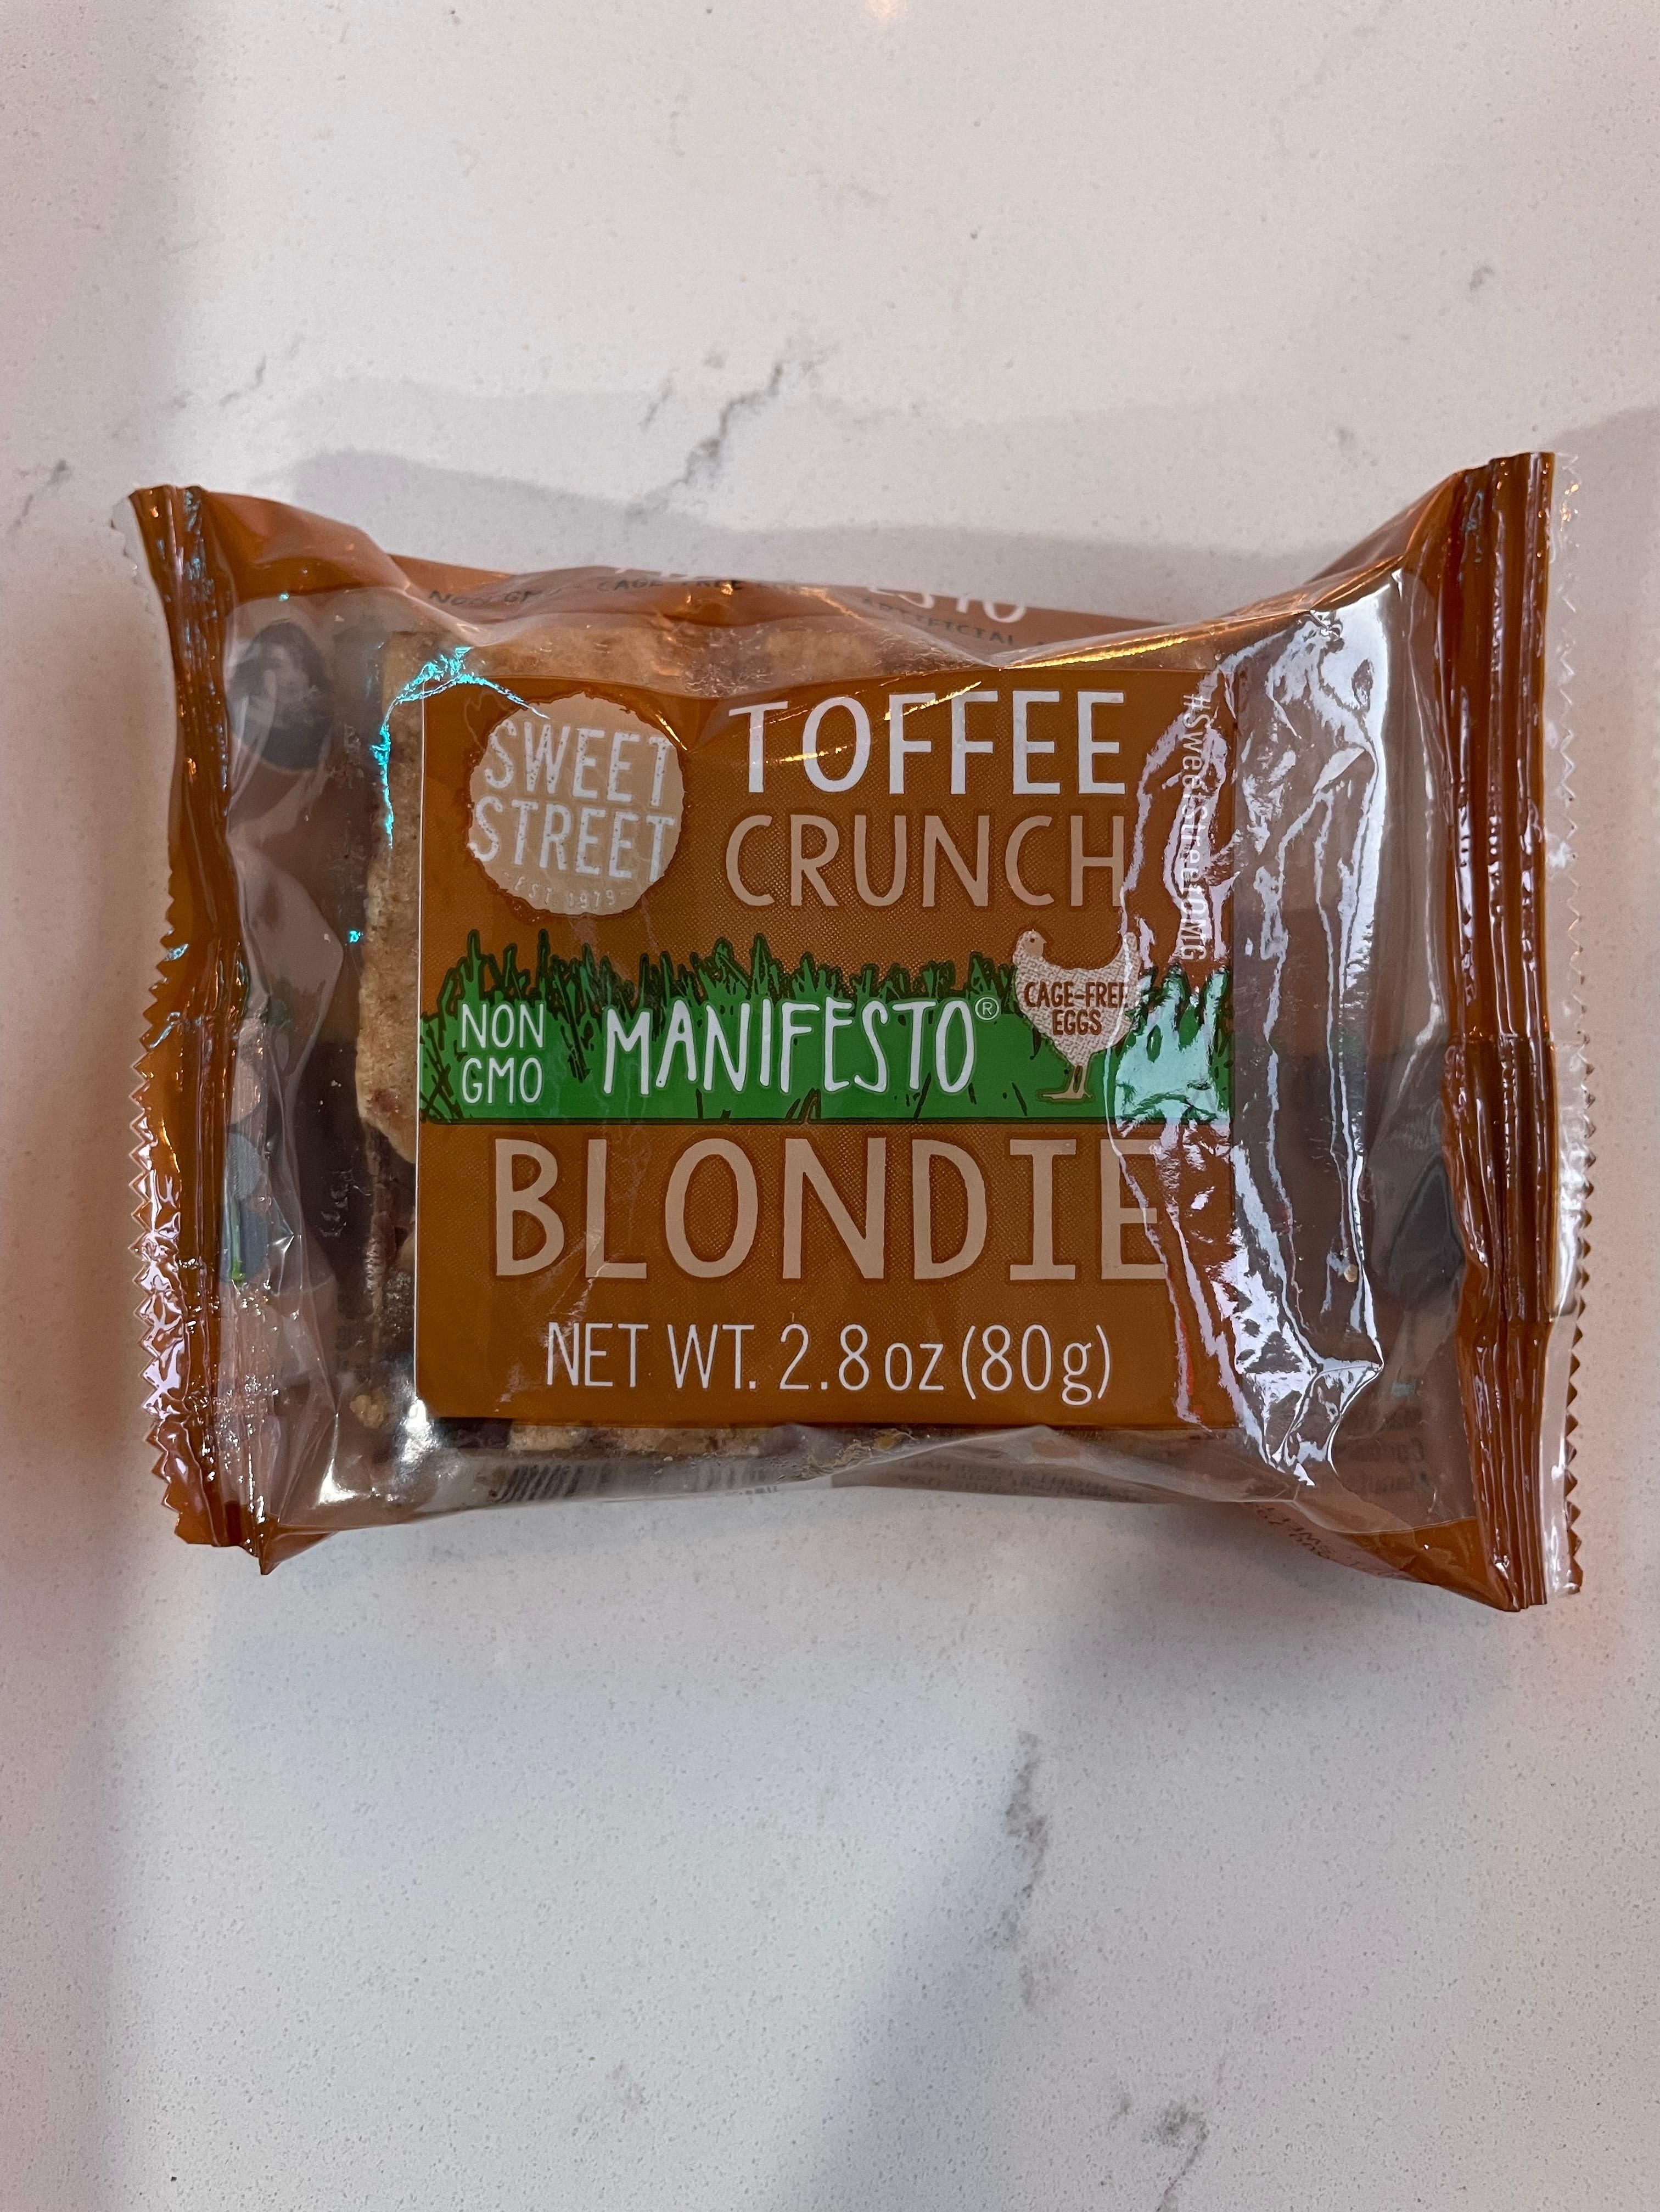 SWEET
STREET
EST 1979
TOFFEE
CRUNCH
#SweetStreetOMG
NON
GMO
MANIFESTO®
CAGE-FREE
EGGS
BLONDIE
NET WT. 2.8 oz (80g)